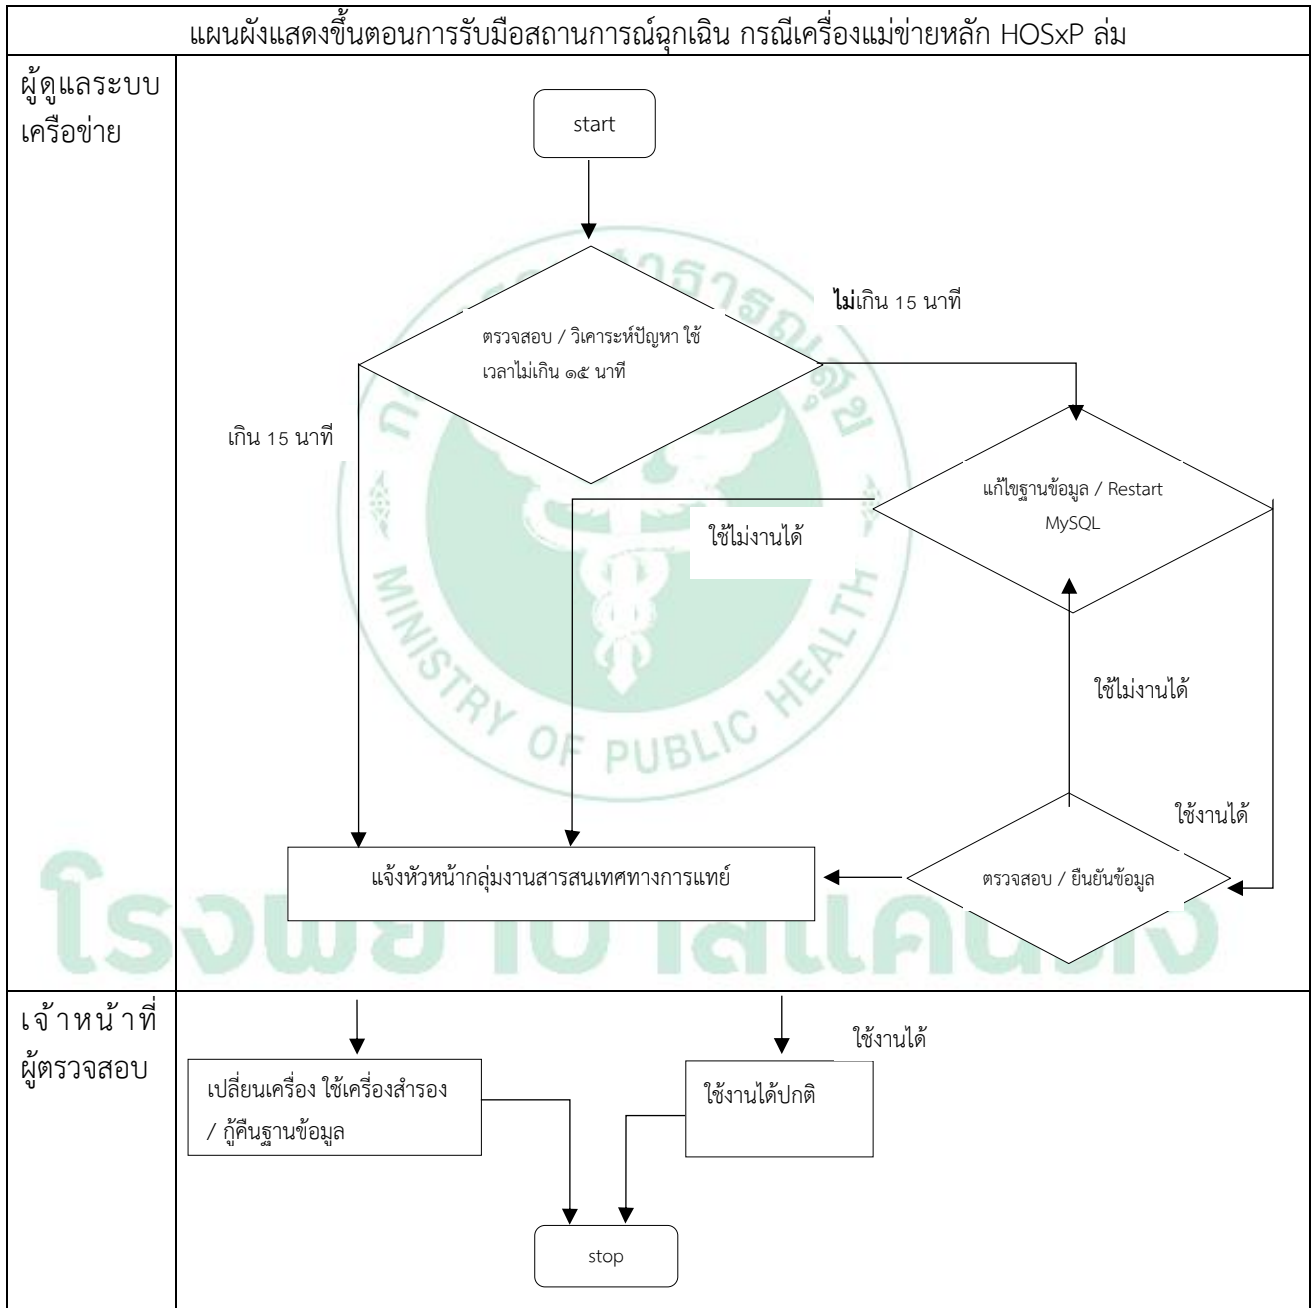 แผนผังแสดงขึ้นตอนการรับมือสถานการณ์ฉุกเฉิน กรณีเครื่องแม่ข่ายหลัก HOSxP ล่ม
ผู้ดูแลระบบ
เครือข่าย
start
ไม่เกิน 15 นาที
ตรวจสอบ / วิเคาระห์ปัญหา ใช้
เวลาไม่เกิน ๑๕ นาที
เกิน 15 นาที
แก้ไขฐานข้อมูล / Restart
MySQL
ใช้ไม่งานได้
ใช้ไม่งานได้
ใช้งานได้
แจ้งหัวหน้ากลุ่มงานสารสนเทศทางการแทย์
ตรวจสอบ / ยืนยันข้อมูล
MINISTRY OF PUBLIC HEALTH
เจ้าหน้าที่
ผู้ตรวจสอบ
ใช้งานได้
เปลี่ยนเครื่อง ใช้เครื่องสำรอง
/ กู้คืนฐานข้อมูล
ใช้งานได้ปกติ
stop